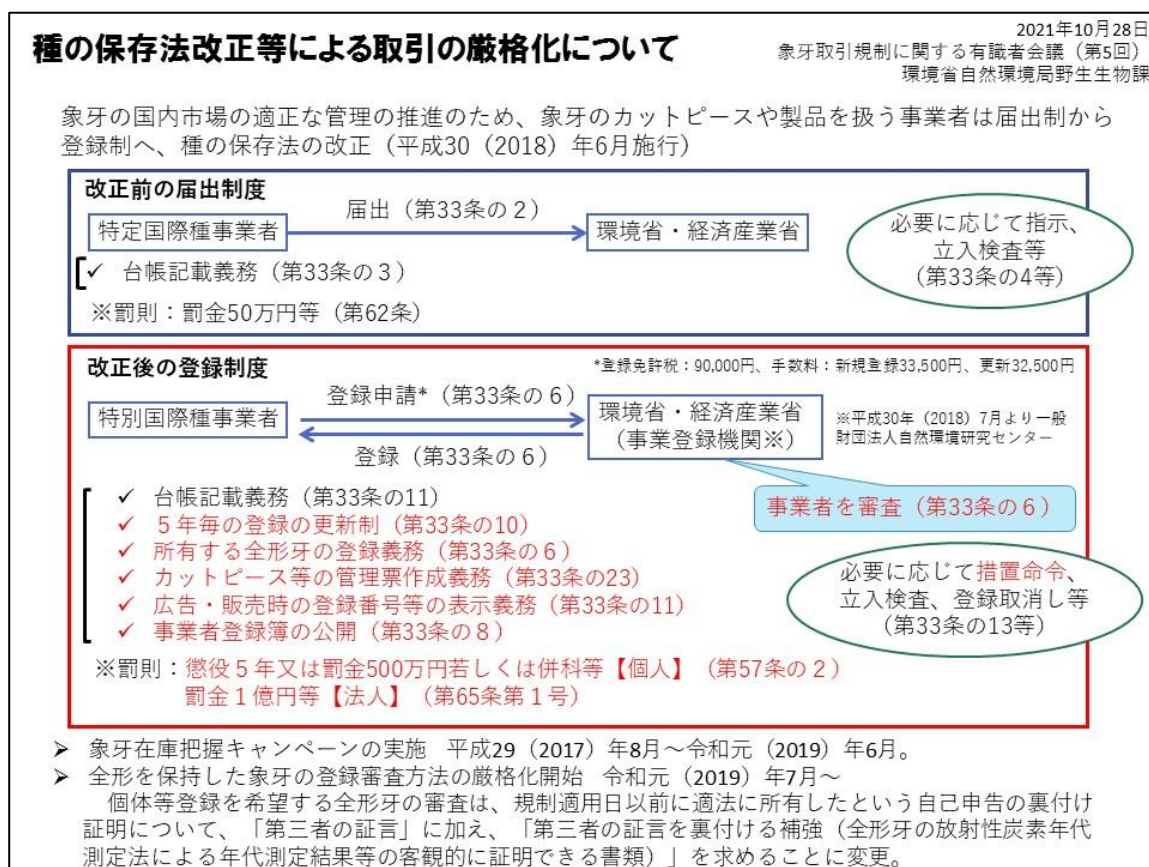 種の保存法改正等による取引の厳格化について
2021年10月28日
象牙取引規制に関する有識者会議（第5回）
環境省自然環境局野生生物課
象牙の国内市場の適正な管理の推進のため、象牙のカットピースや製品を扱う事業者は届出制から
登録制へ、種の保存法の改正（平成30（2018）年6月施行）
改正前の届出制度
特定国際種事業者
届出（第33条の２）
環境省・経済産業省
必要に応じて指示、
立入検査等
(第33条の4等)
✓ 台帳記載義務（第33条の３）
※罰則：罰金50万円等（第62条）
改正後の登録制度
*登録免許税：90,000円、手数料：新規登録33,500円、更新32,500円
特別国際種事業者
登録申請*（第33条の６）
登録（第33条の６）
環境省・経済産業省
（事業登録機関※）
※平成30年（2018）7月より一般
財団法人自然環境研究センター
事業者を審査（第33条の６）
✓ 台帳記載義務（第33条の11）
✓ ５年毎の登録の更新制（第33条の10）
✓ 所有する全形牙の登録義務（第33条の６）
✓ カットピース等の管理票作成義務（第33条の23）
✓ 広告・販売時の登録番号等の表示義務（第33条の11）
✓ 事業者登録簿の公開（第33条の８）
必要に応じて措置命令、
立入検査、登録取消し等
(第33条の13等)
※罰則：懲役５年又は罰金500万円若しくは併科等【個人】（第57条の２）
罰金１億円等【法人】（第65条第１号）
➤ 象牙在庫把握キャンペーンの実施　平成29（2017）年8月～令和元（2019）年6月。
➤ 全形を保持した象牙の登録審査方法の厳格化開始　令和元（2019）年7月～
個体等登録を希望する全形牙の審査は、規制適用日以前に適法に所有したという自己申告の裏付け
証明について、「第三者の証言」に加え、「第三者の証言を裏付ける補強（全形牙の放射性炭素年代
測定法による年代測定結果等の客観的に証明できる書類）」を求めることに変更。